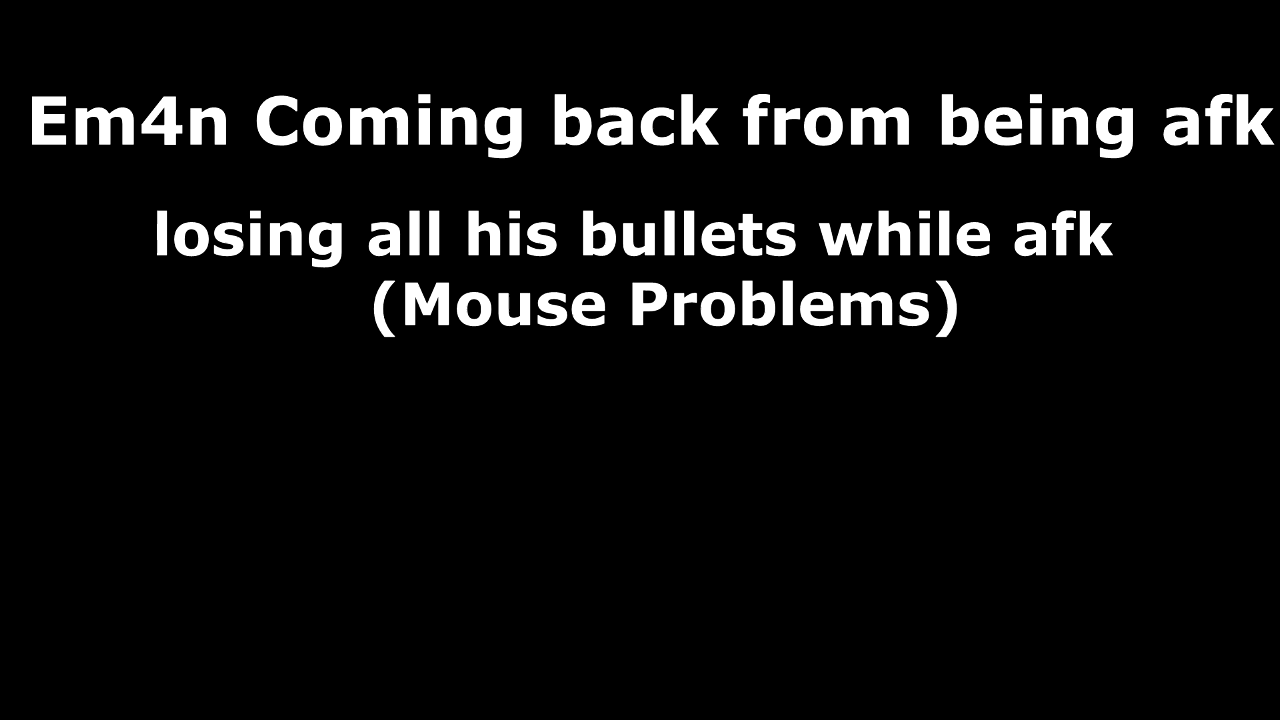 Em4n Coming back from being afk
losing all his bullets while afk
(Mouse Problems)